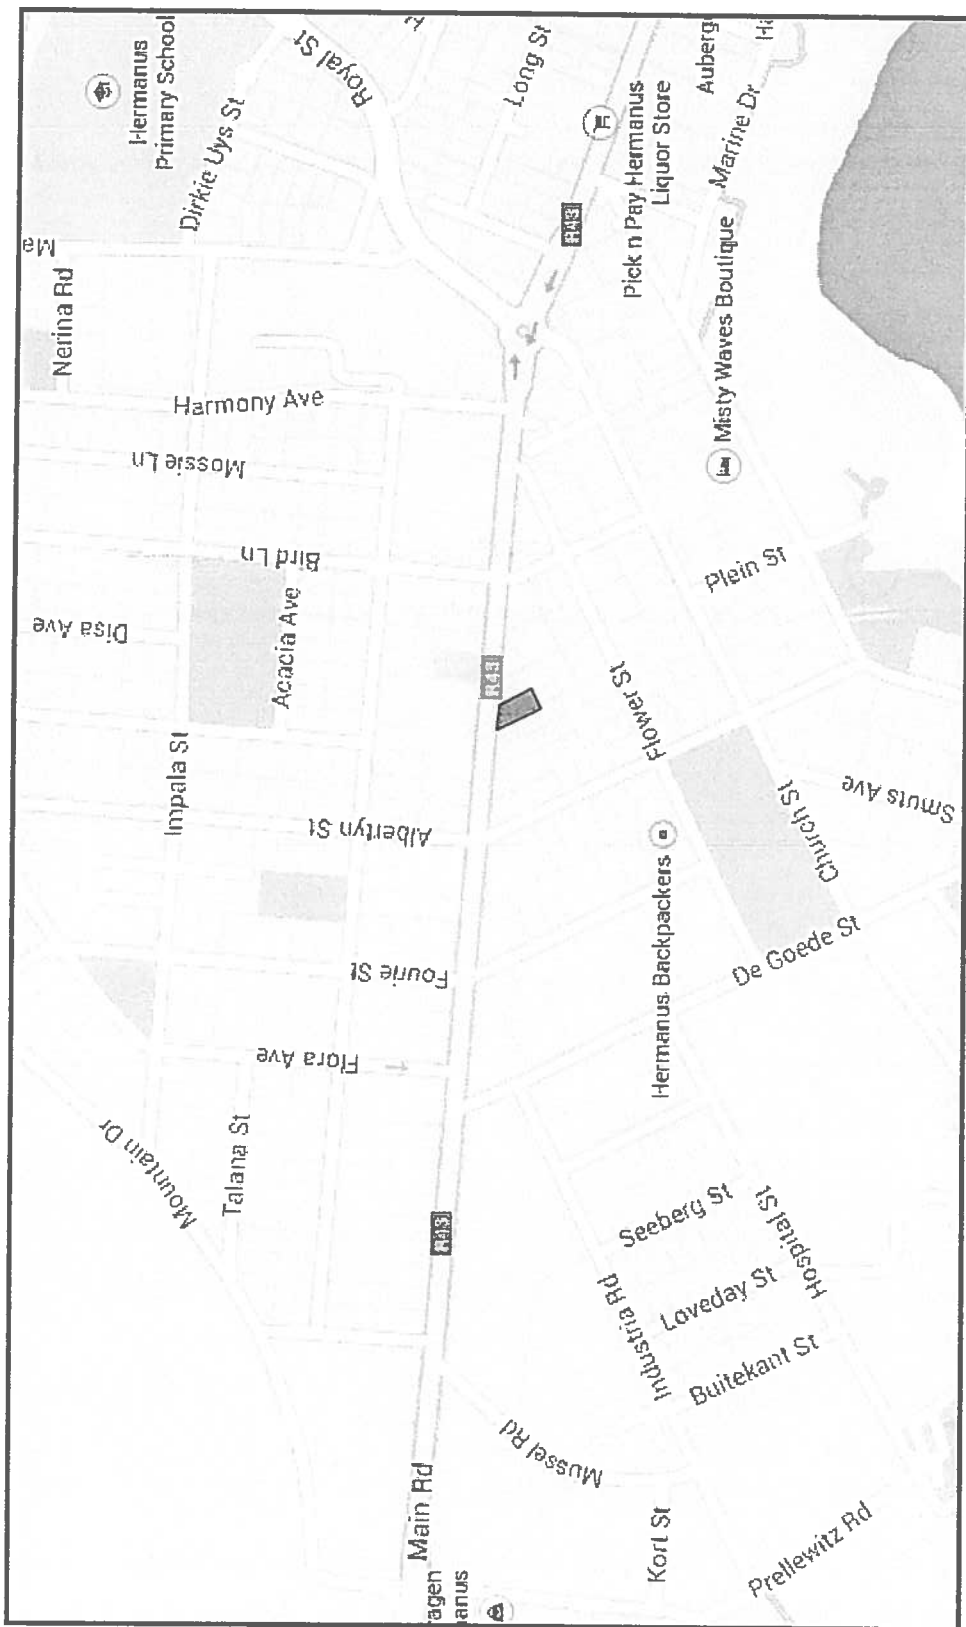 Hermanus
Primary School
Royal St
Long St
Auberg
Marine Dr
Dirkie Uys St
Pick n Pay Hermanus
Liquor Store
R43
Ma
Nerina Rd
Misty Waves Boutique
Harmony Ave
Mossie Ln
Bird Ln
Plein St
Disa Ave
Acacia Ave
R43
Flower St
Impala St
Albertyn St
Church St
Smuts Ave
Hermanus Backpackers
De Goede St
Fourie St
Flora Ave
Mountain Dr
Talana St
R43
Seeberg St
Hospital St
Industria Rd
Loveday St
Buitekant St
Mussel Rd
Main Rd
Kort St
Prellewitz Rd
agen
anus